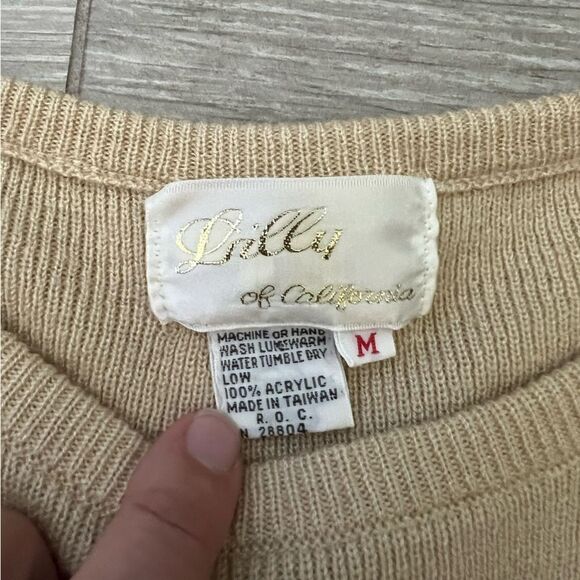 Lilly
of California
MACHINE OR HAND
WASH LUKEWARM
WATER TUMBLE DRY
LOW
100% ACRYLIC
MADE IN TAIWAN
R. O. C.
N 28804
M